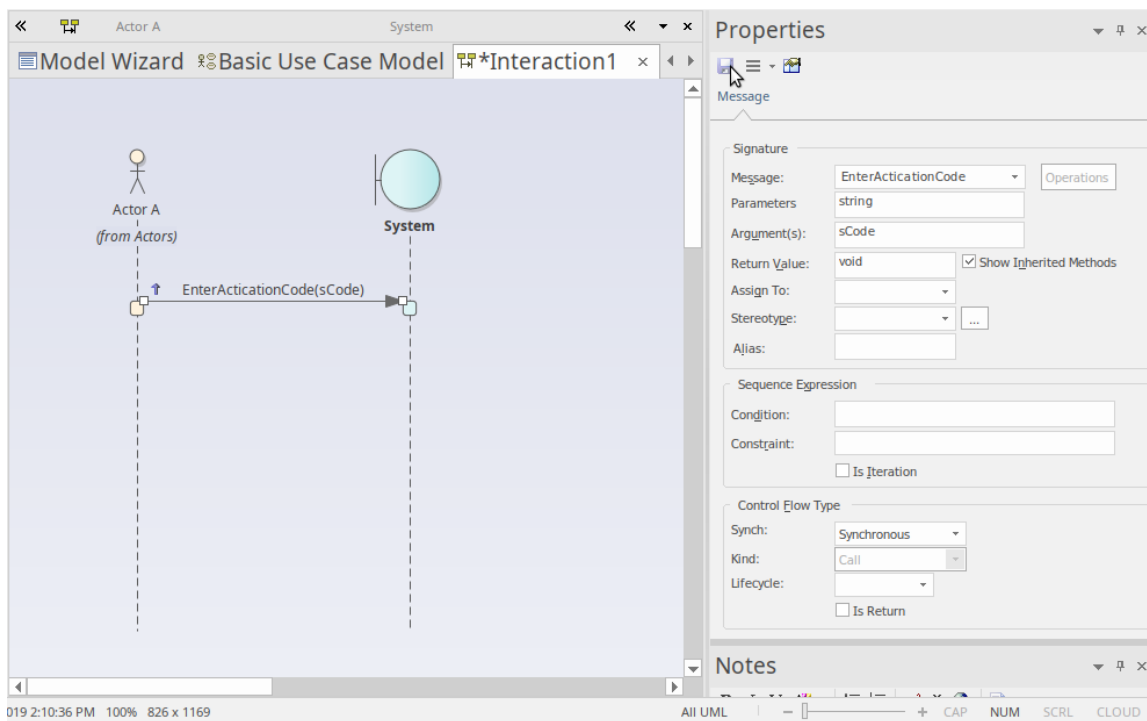 Actor A System
Model Wizard Basic Use Case Model *Interaction1
Actor A
(from Actors)
System
EnterActicationCode(sCode)
Properties
Message
Signature
Message: EnterActicationCode Operations
Parameters string
Argument(s): sCode
Return Value: void Show Inherited Methods
Assign To:
Stereotype: ...
Alias:
Sequence Expression
Condition:
Constraint:
Is Iteration
Control Flow Type
Synch: Synchronous
Kind: Call
Lifecycle:
Is Return
Notes
019 2:10:36 PM 100% 826 x 1169 All UML CAP NUM SCRL CLOUD